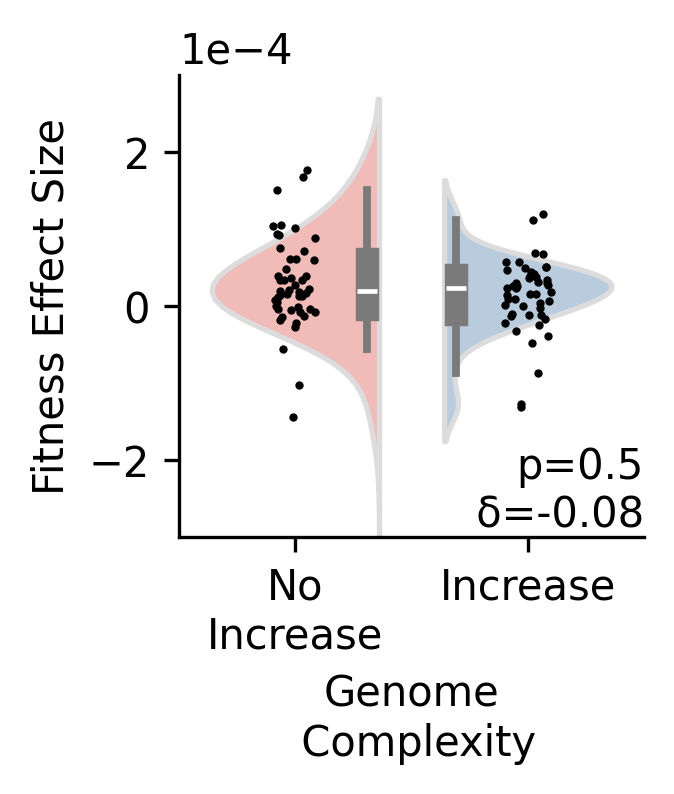 1e−4
Fitness Effect Size
2
0
−2
p=0.5
δ=-0.08
No
Increase
Increase
Genome
Complexity